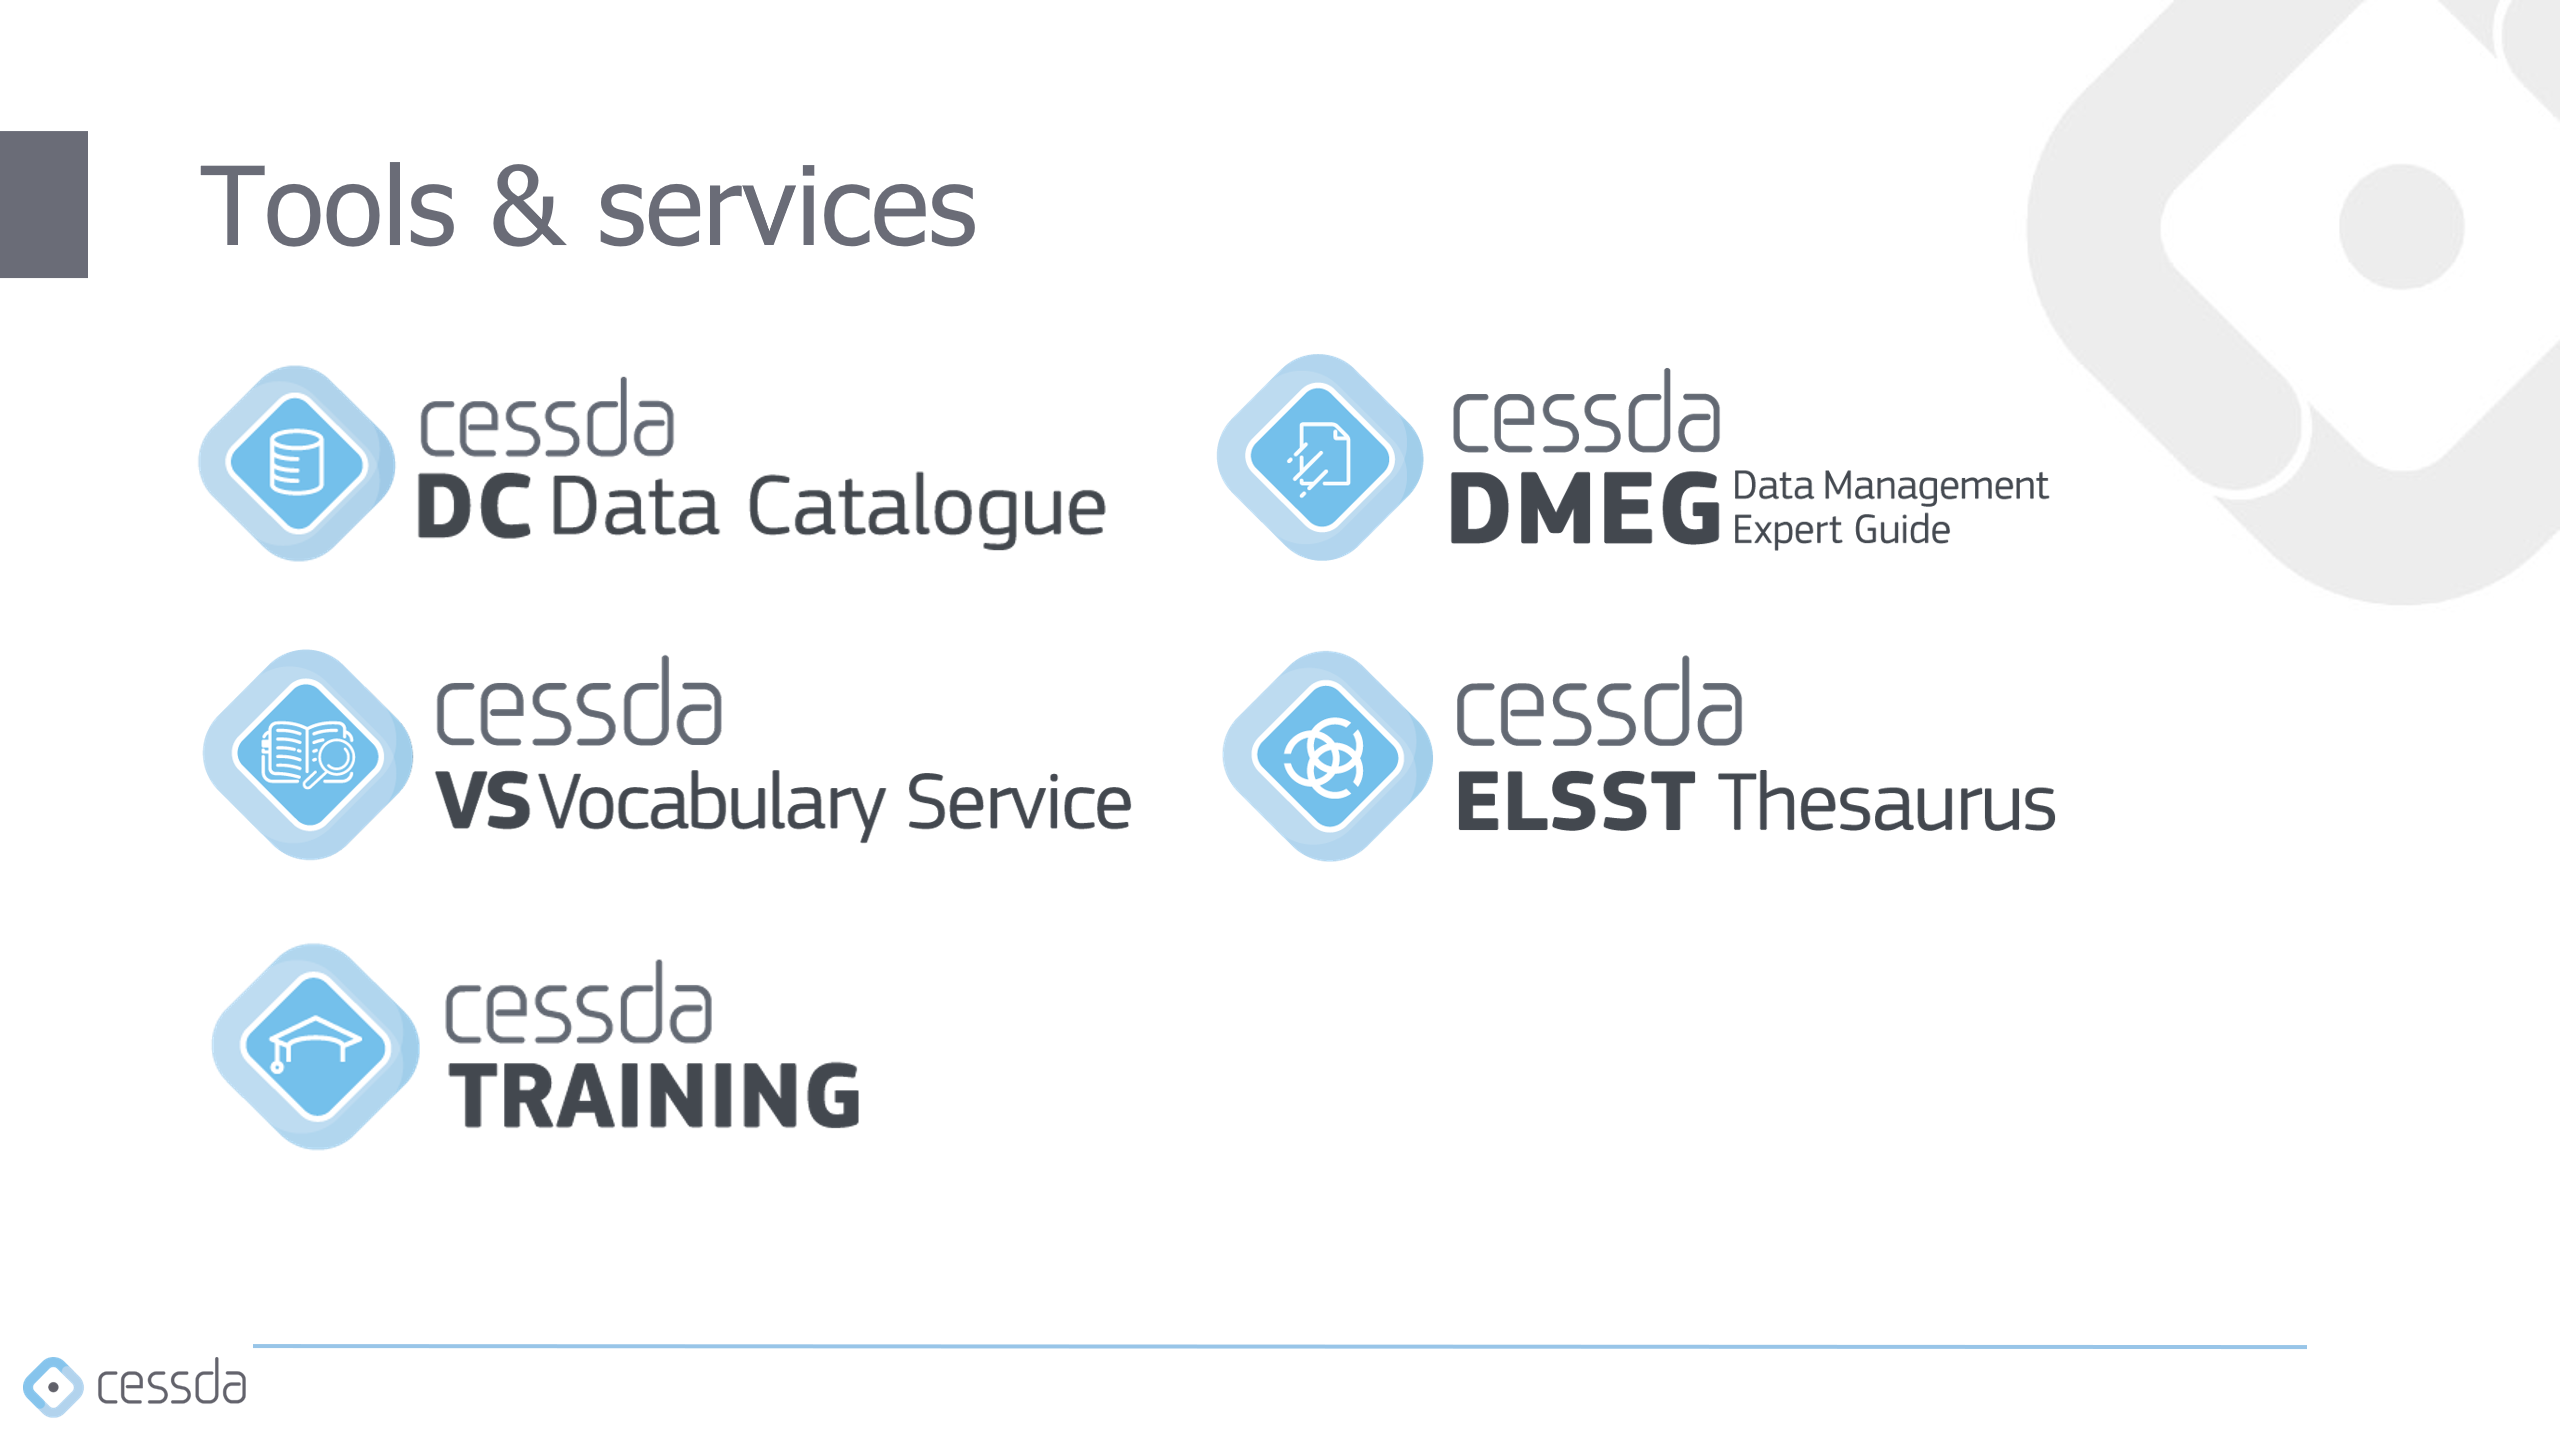 Tools & services
cessda
DC Data Catalogue
cessda
DMEG Data Management
Expert Guide
cessda
VS Vocabulary Service
cessda
ELSST Thesaurus
cessda
TRAINING
cessda